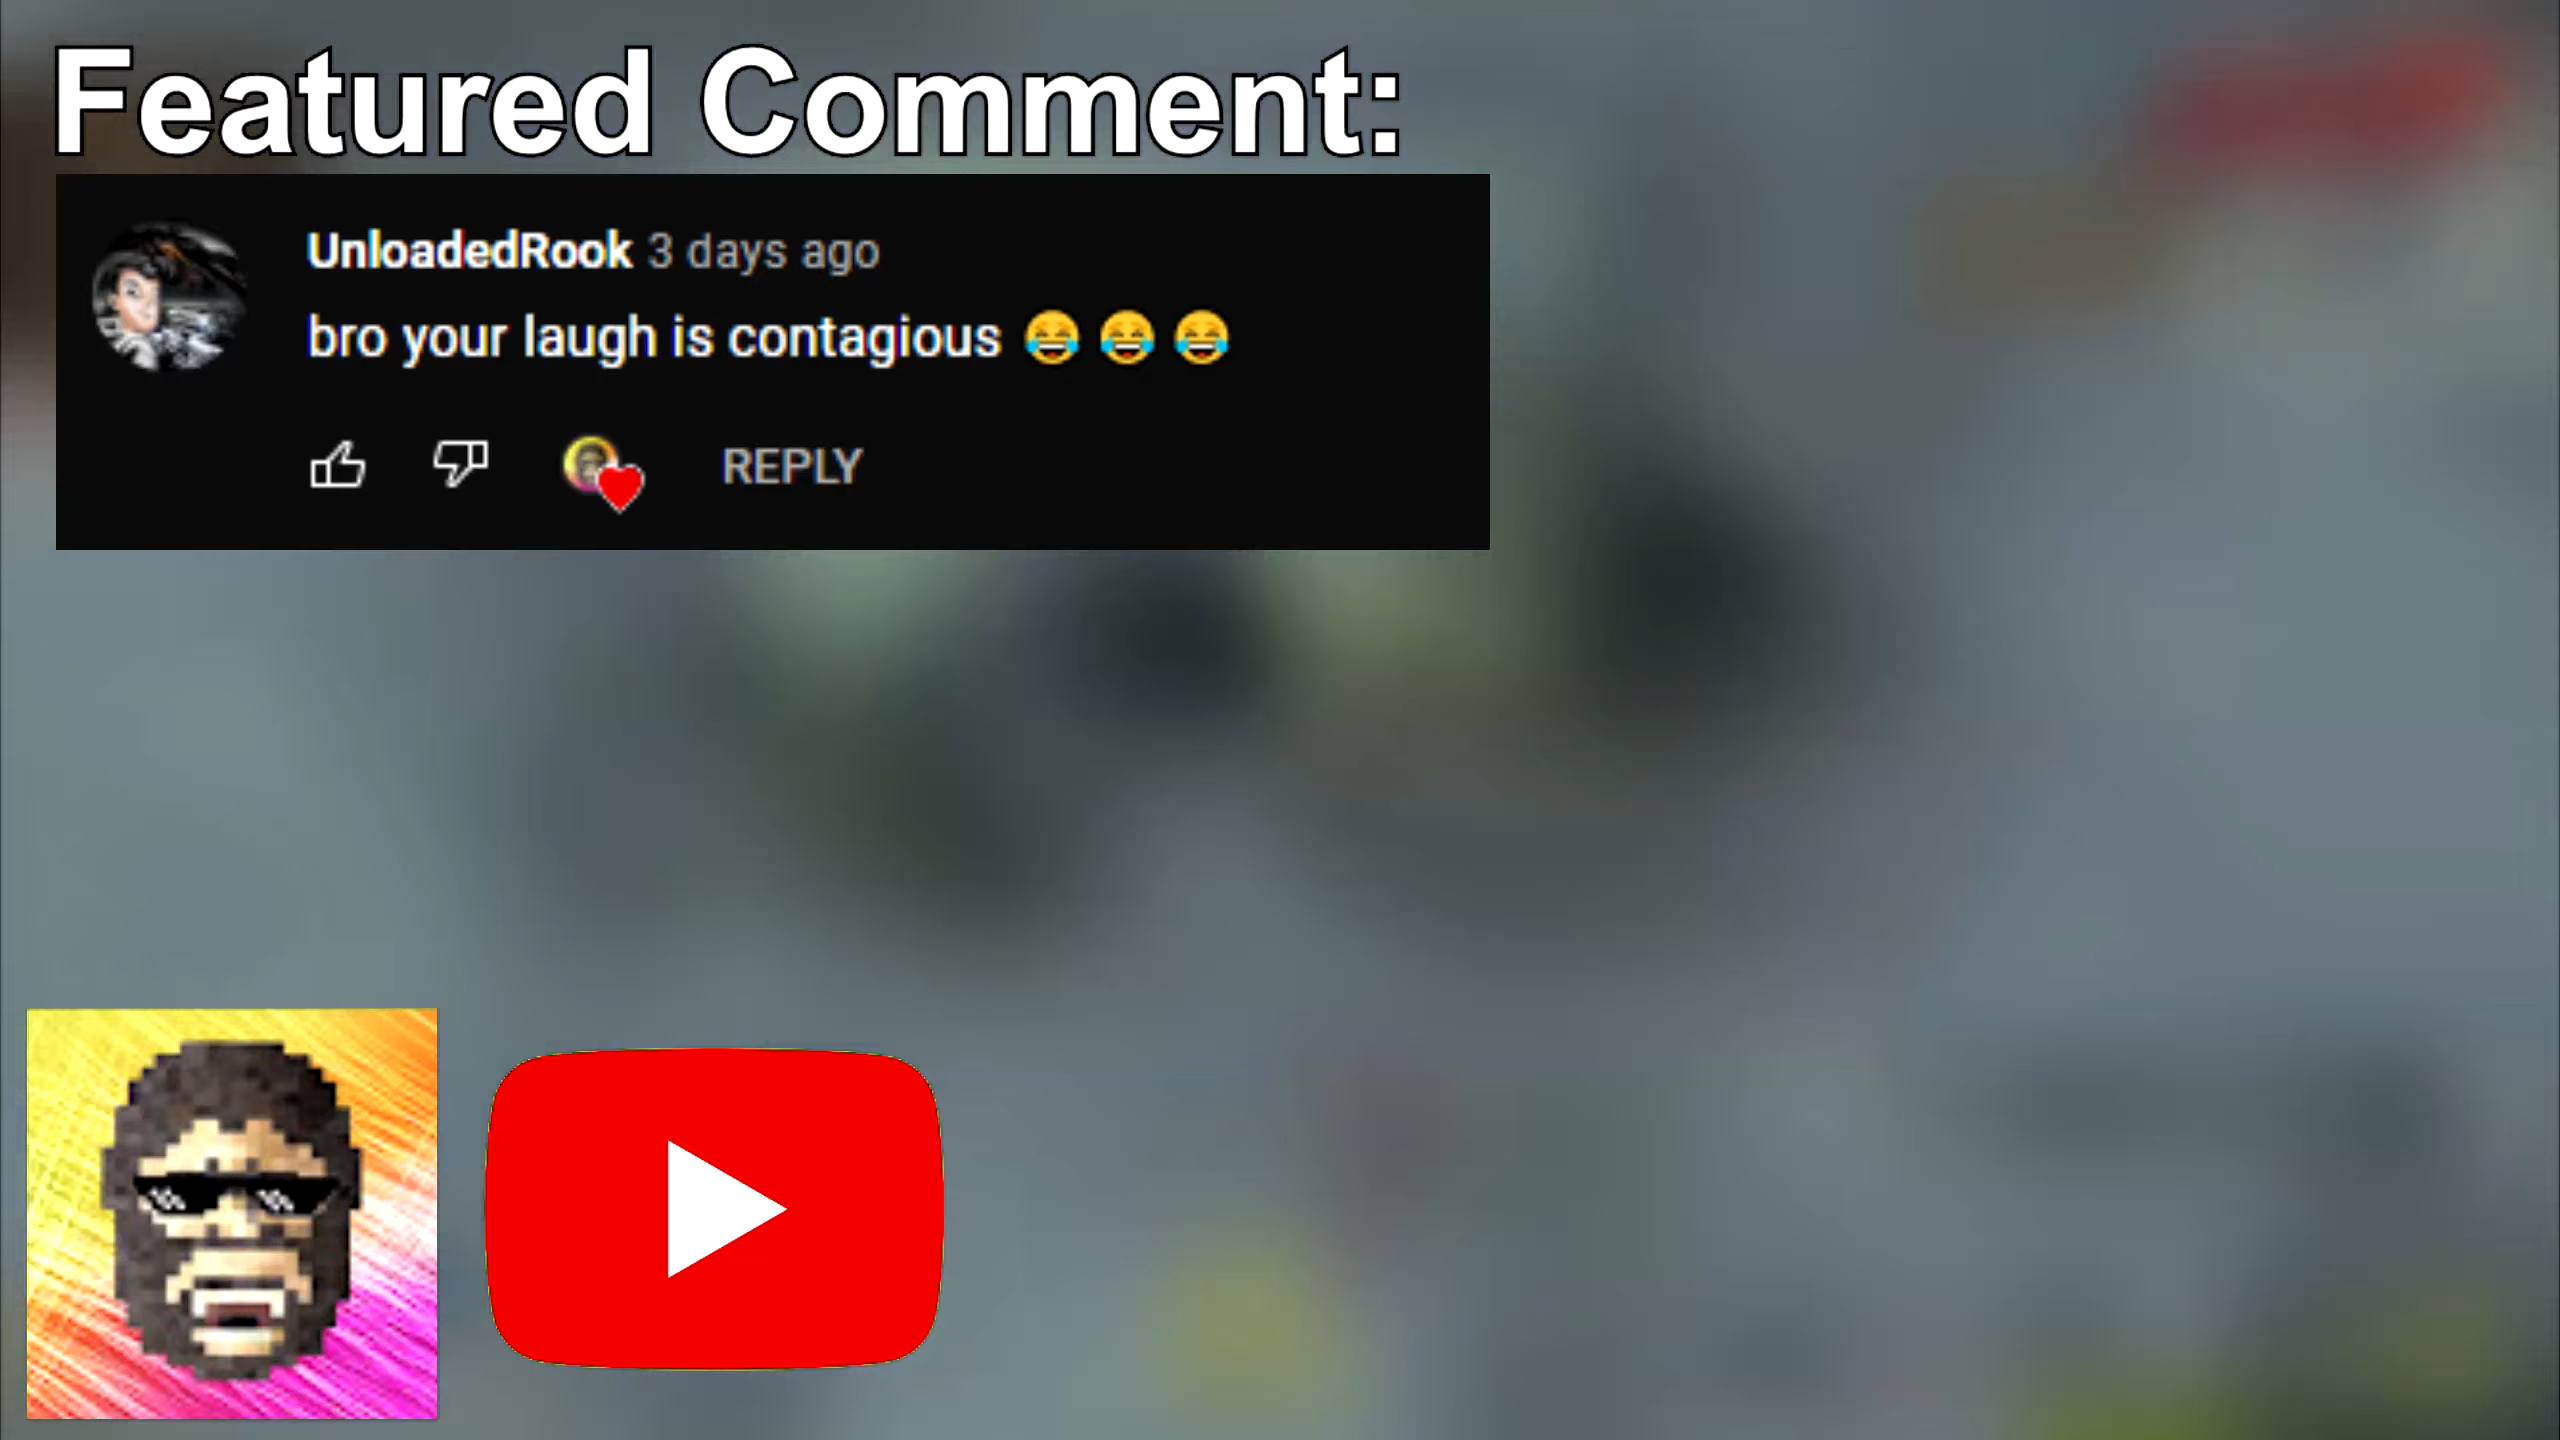 Featured Comment:
UnloadedRook 3 days ago
bro your laugh is contagious 😂 😂 😂
REPLY